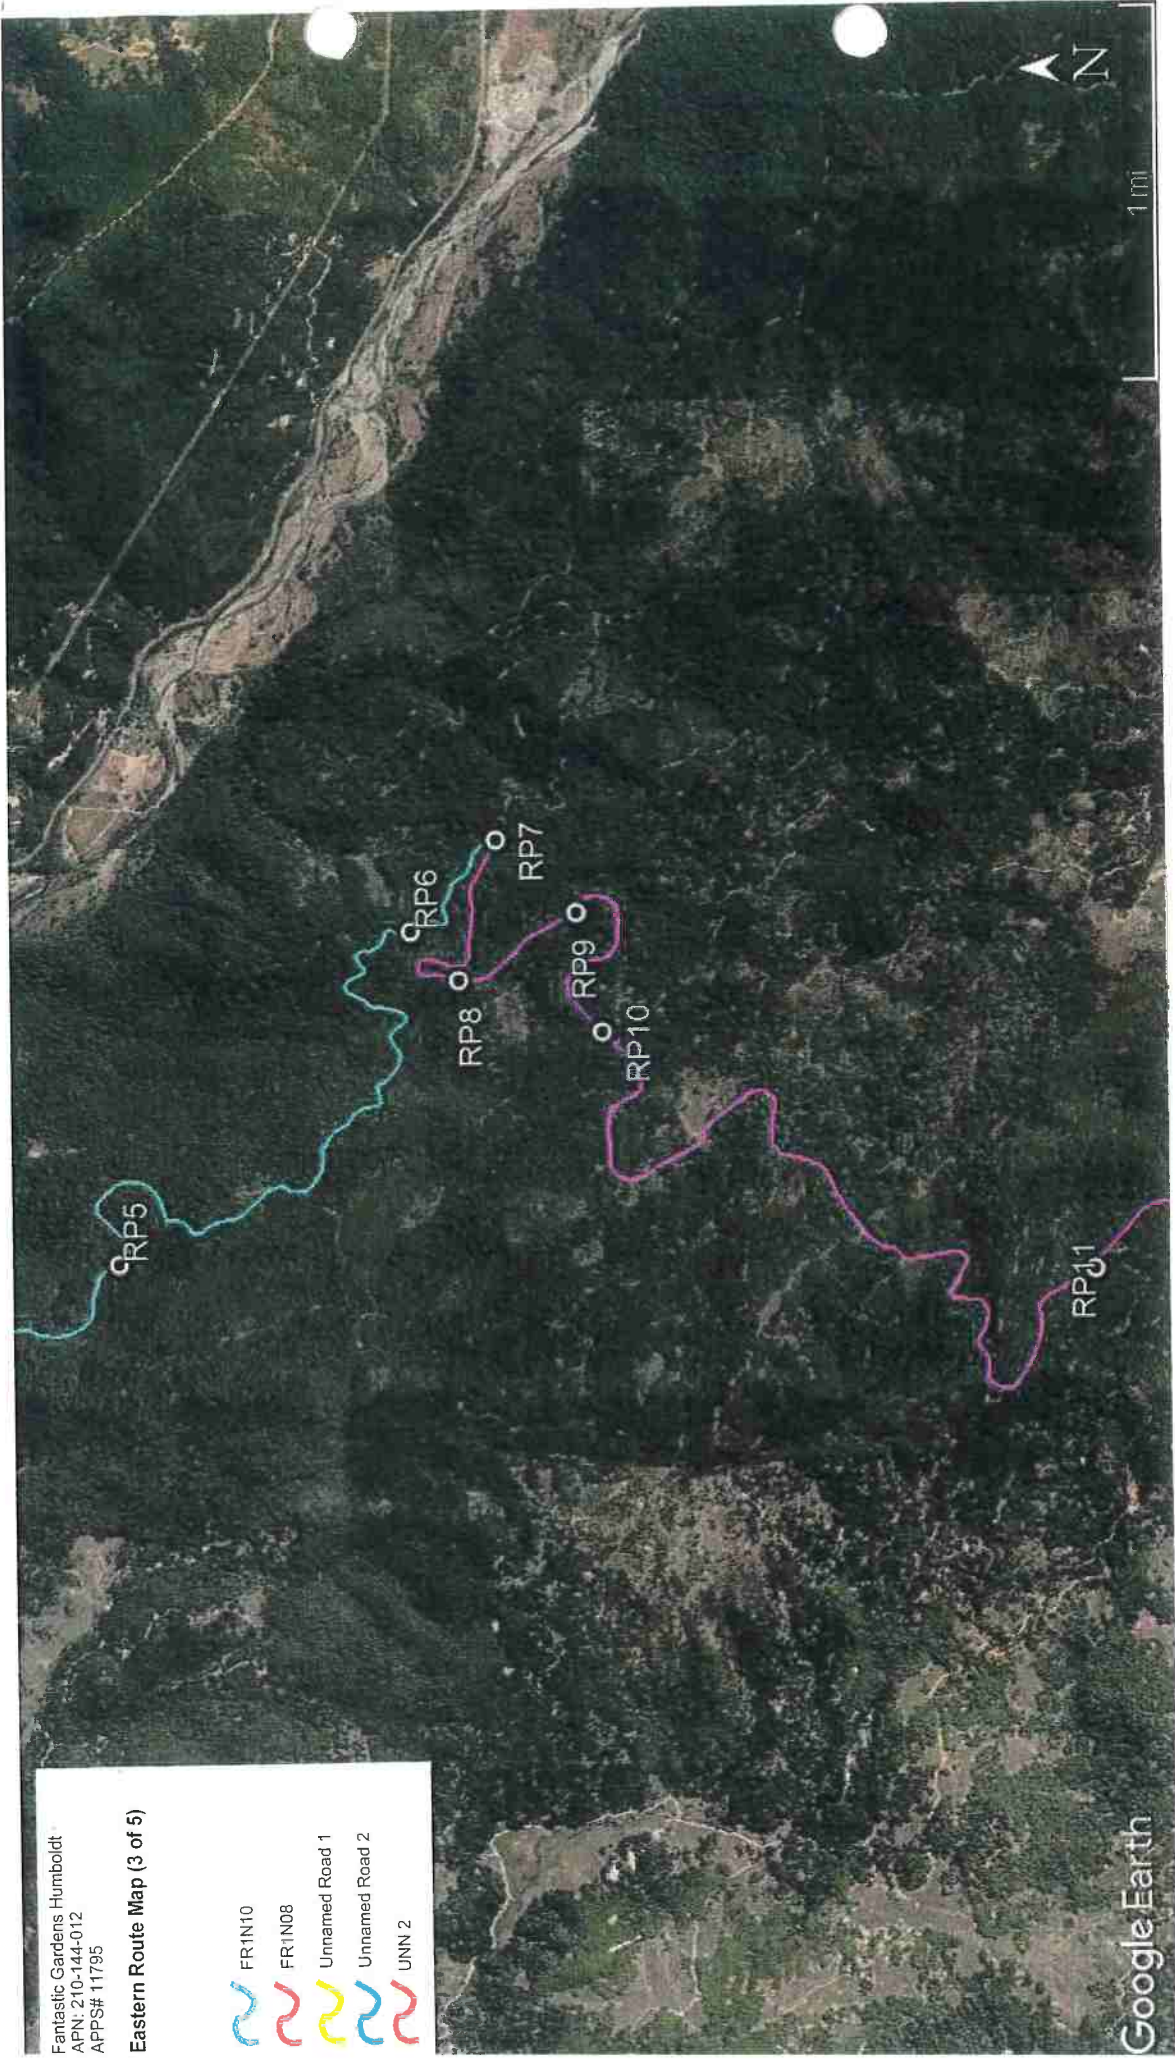 Fantastic Gardens Humboldt
APN: 210-144-012
APPS# 11795
Eastern Route Map (3 of 5)
FR1N10
FR1N08
Unnamed Road 1
Unnamed Road 2
UNN 2
RP5
RP6
RP7
RP8
RP9
RP10
RP11
N
1 mi
Google Earth